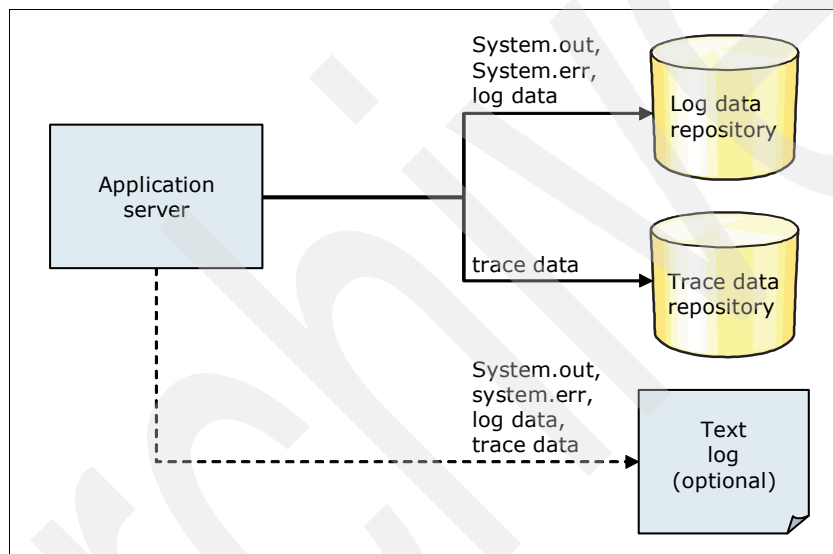 System.out,
System.err,
log data
Log data
repository
Application
server
trace data
Trace data
repository
System.out,
system.err,
log data,
trace data
Text
log
(optional)